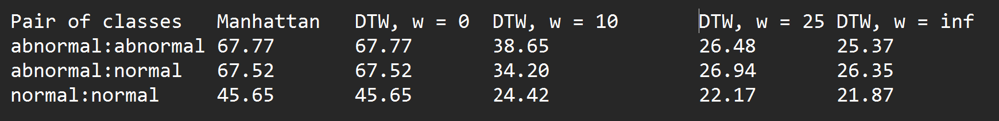 Pair of classes Manhattan DTW, w = 0 DTW, w = 10 DTW, w = 25 DTW, w = inf
abnormal:abnormal 67.77 67.77 38.65 26.48 25.37
abnormal:normal 67.52 67.52 34.20 26.94 26.35
normal:normal 45.65 45.65 24.42 22.17 21.87